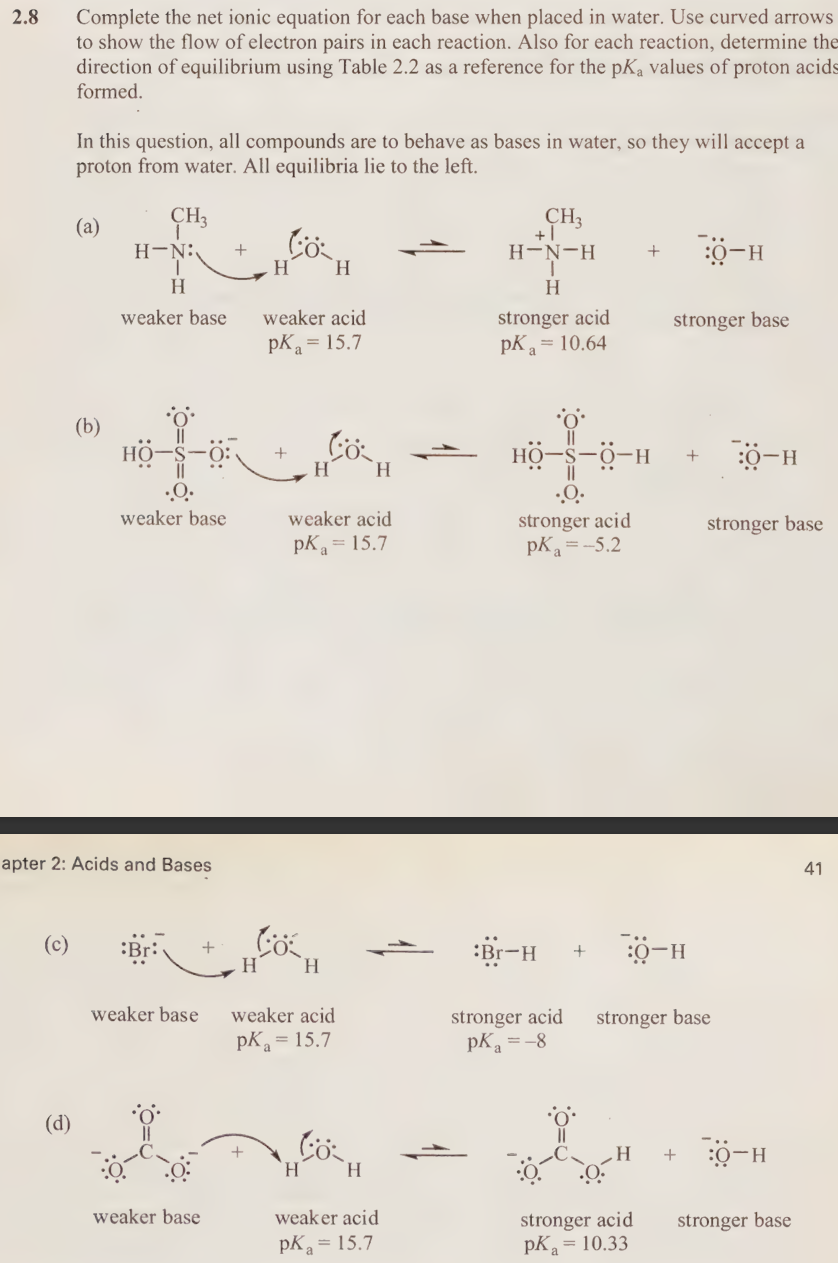 2.8 Complete the net ionic equation for each base when placed in water. Use curved arrows
to show the flow of electron pairs in each reaction. Also for each reaction, determine the
direction of equilibrium using Table 2.2 as a reference for the pKa values of proton acids
formed.
In this question, all compounds are to behave as bases in water, so they will accept a
proton from water. All equilibria lie to the left.
(a)
CH3 CH3
H–N: + :Ö: ⇌ H–N–H + :Ö–H
H H H H
weaker base weaker acid stronger acid stronger base
pKa = 15.7 pKa = 10.64
(b)
O O
HO–S–O:⁻ + O ⇌ HO–S–O–H + ⁻:O–H
O H H O
weaker base weaker acid stronger acid stronger base
pKa = 15.7 pKa = –5.2
apter 2: Acids and Bases 41
(c) :Br:⁻ + O ⇌ :Br–H + ⁻:O–H
H H
weaker base weaker acid stronger acid stronger base
pKa = 15.7 pKa = –8
(d)
O O
C + O ⇌ C H + ⁻:O–H
⁻:O O:⁻ H H ⁻:O O
weaker base weaker acid stronger acid stronger base
pKa = 15.7 pKa = 10.33